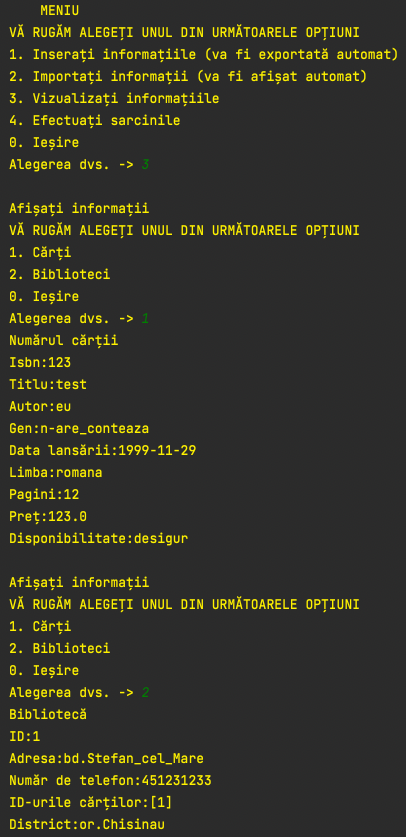 MENIU
VĂ RUGĂM ALEGEȚI UNUL DIN URMĂTOARELE OPȚIUNI
1. Inserați informațiile (va fi exportată automat)
2. Importați informații (va fi afișat automat)
3. Vizualizați informațiile
4. Efectuați sarcinile
0. Ieșire
Alegerea dvs. -> 3
Afișați informații
VĂ RUGĂM ALEGEȚI UNUL DIN URMĂTOARELE OPȚIUNI
1. Cărți
2. Biblioteci
0. Ieșire
Alegerea dvs. -> 1
Numărul cărții
Isbn:123
Titlu:test
Autor:eu
Gen:n-are_conteaza
Data lansării:1999-11-29
Limba:romana
Pagini:12
Preț:123.0
Disponibilitate:desigur
Afișați informații
VĂ RUGĂM ALEGEȚI UNUL DIN URMĂTOARELE OPȚIUNI
1. Cărți
2. Biblioteci
0. Ieșire
Alegerea dvs. -> 2
Bibliotecă
ID:1
Adresa:bd.Stefan_cel_Mare
Număr de telefon:451231233
ID-urile cărților:[1]
District:or.Chisinau